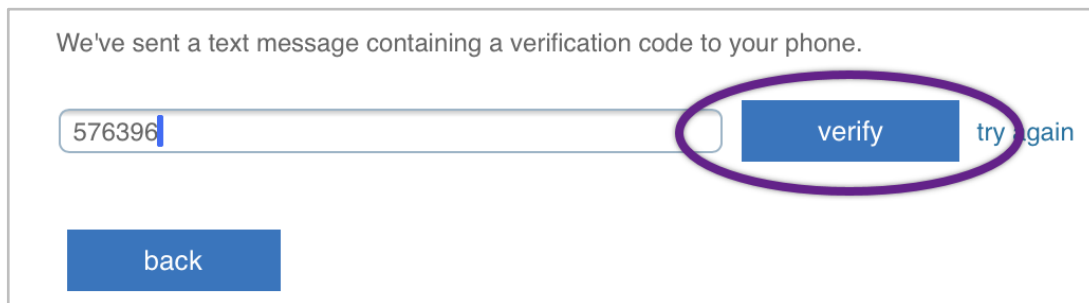 We've sent a text message containing a verification code to your phone.
576396 verify try again
back